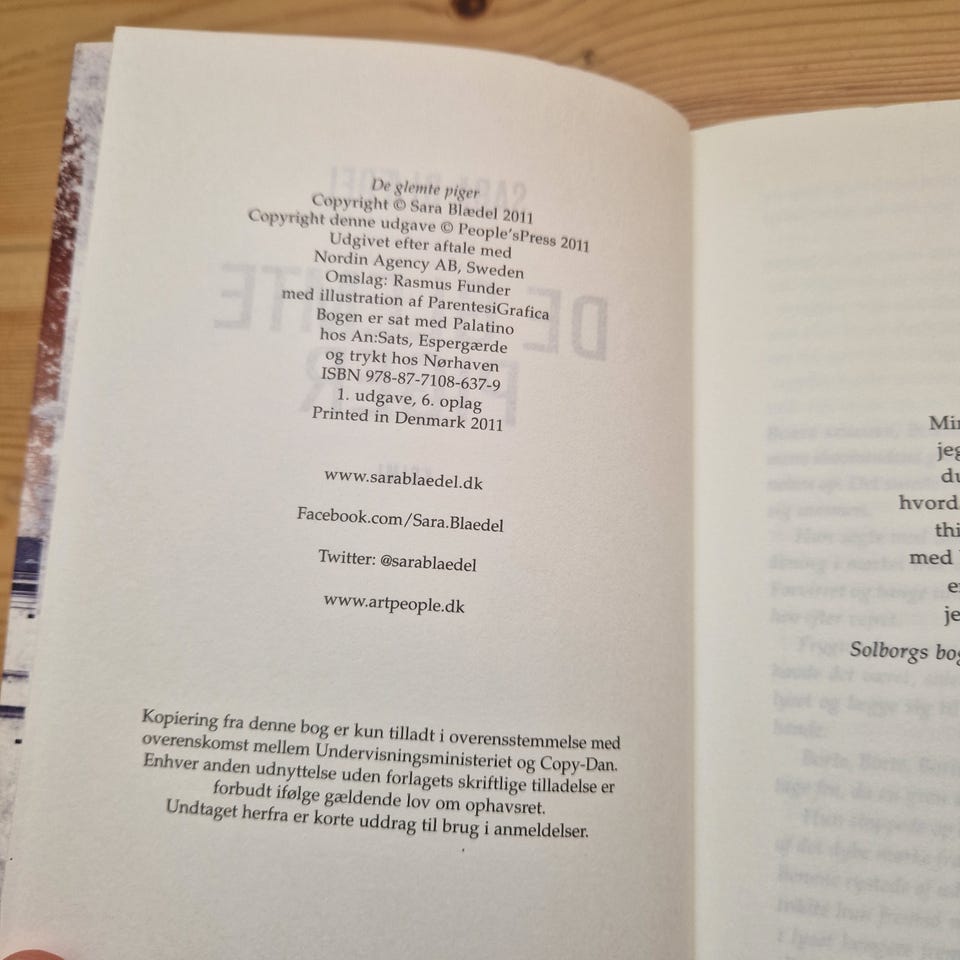 De glemte piger
Copyright © Sara Blædel 2011
Copyright denne udgave © People'sPress 2011
Udgivet efter aftale med
Nordin Agency AB, Sweden
Omslag: Rasmus Funder
med illustration af ParentesiGrafica
Bogen er sat med Palatino
hos An:Sats, Espergærde
og trykt hos Nørhaven
ISBN 978-87-7108-637-9
1. udgave, 6. oplag
Printed in Denmark 2011
www.sarablaedel.dk
Facebook.com/Sara.Blaedel
Twitter: @sarablaedel
www.artpeople.dk
Kopiering fra denne bog er kun tilladt i overensstemmelse med
overenskomst mellem Undervisningsministeriet og Copy-Dan.
Enhver anden udnyttelse uden forlagets skriftlige tilladelse er
forbudt ifølge gældende lov om ophavsret.
Undtaget herfra er korte uddrag til brug i anmeldelser.
jeg
med
Solborgs